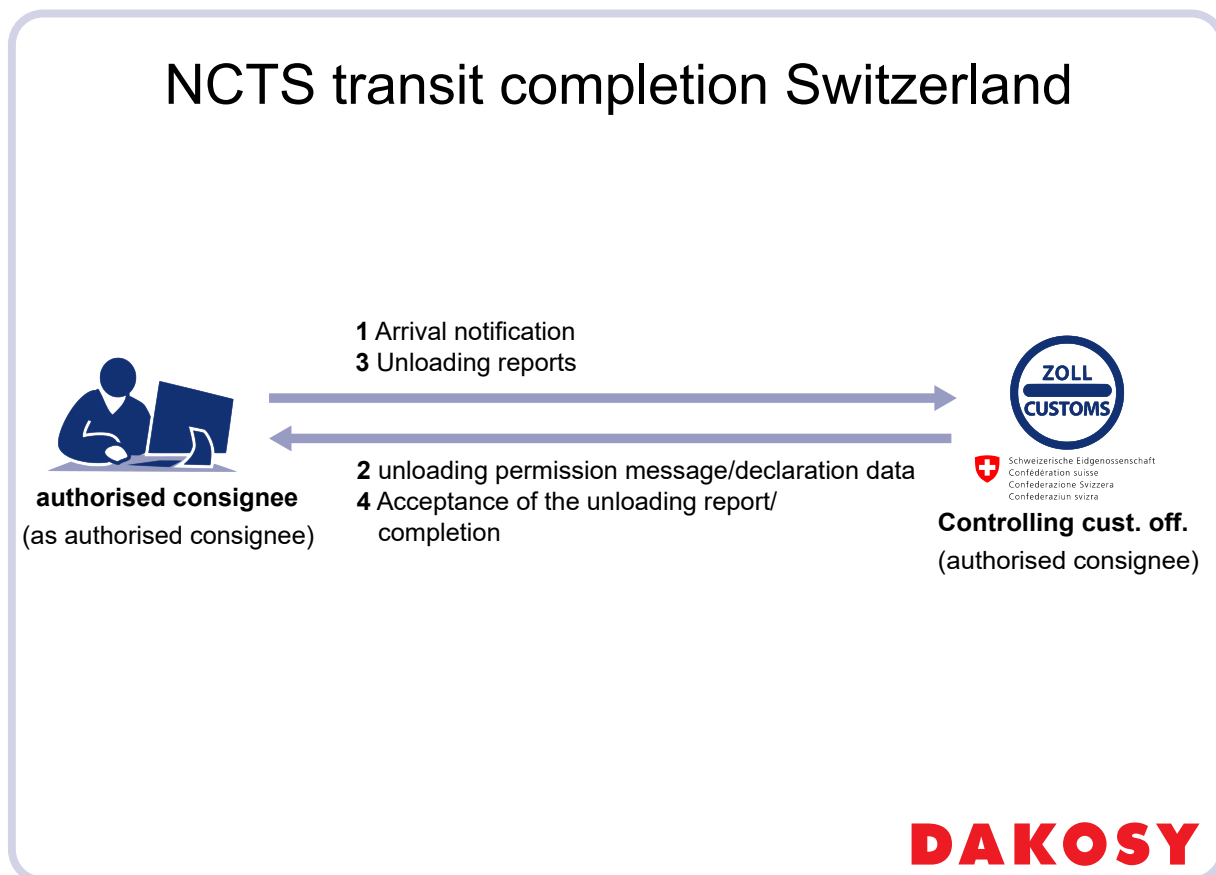 NCTS transit completion Switzerland
1 Arrival notification
3 Unloading reports
2 unloading permission message/declaration data
4 Acceptance of the unloading report/
completion
authorised consignee
(as authorised consignee)
ZOLL
CUSTOMS
Schweizerische Eidgenossenschaft
Confédération suisse
Confederazione Svizzera
Confederaziun svizra
Controlling cust. off.
(authorised consignee)
DAKOSY